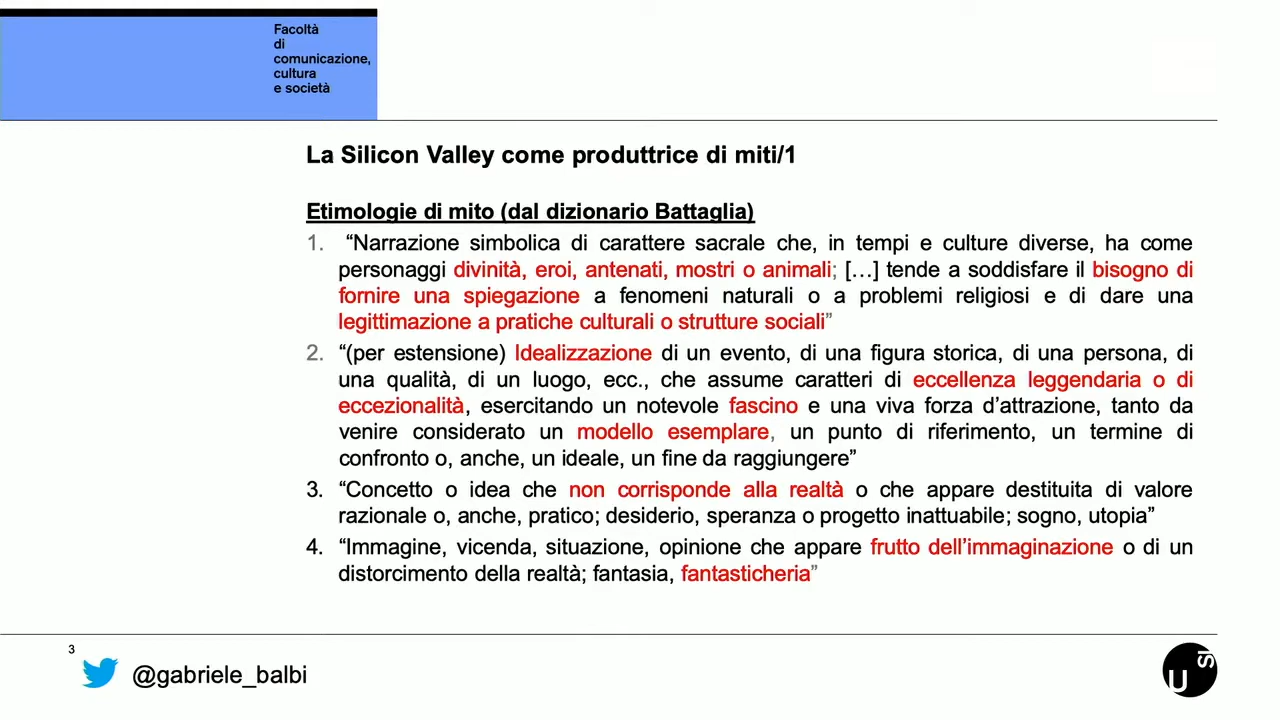 Facoltà
di
comunicazione,
cultura
e società
La Silicon Valley come produttrice di miti/1
Etimologie di mito (dal dizionario Battaglia)
1. “Narrazione simbolica di carattere sacrale che, in tempi e culture diverse, ha come
personaggi divinità, eroi, antenati, mostri o animali; […] tende a soddisfare il bisogno di
fornire una spiegazione a fenomeni naturali o a problemi religiosi e di dare una
legittimazione a pratiche culturali o strutture sociali”
2. “(per estensione) Idealizzazione di un evento, di una figura storica, di una persona, di
una qualità, di un luogo, ecc., che assume caratteri di eccellenza leggendaria o di
eccezionalità, esercitando un notevole fascino e una viva forza d’attrazione, tanto da
venire considerato un modello esemplare, un punto di riferimento, un termine di
confronto o, anche, un ideale, un fine da raggiungere”
3. “Concetto o idea che non corrisponde alla realtà o che appare destituita di valore
razionale o, anche, pratico; desiderio, speranza o progetto inattuabile; sogno, utopia”
4. “Immagine, vicenda, situazione, opinione che appare frutto dell’immaginazione o di un
distorcimento della realtà; fantasia, fantasticheria”
3
@gabriele_balbi
U SI